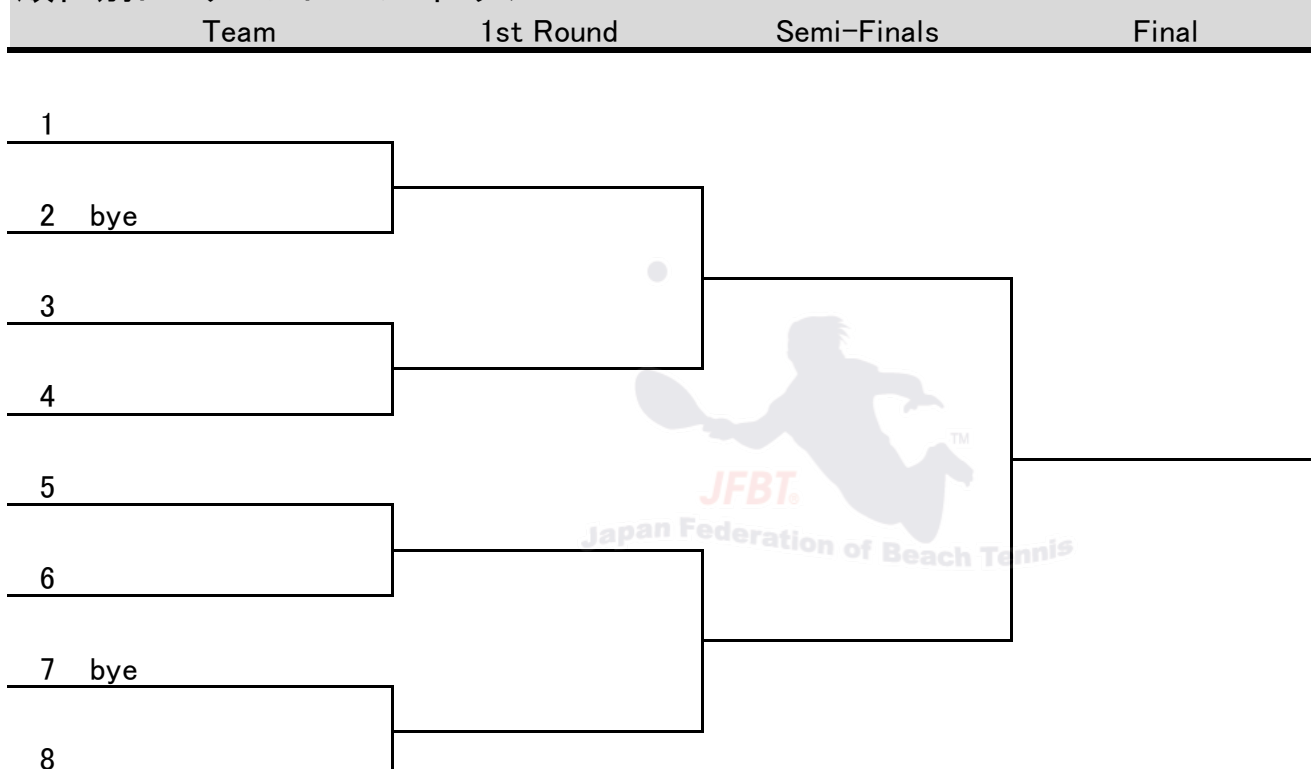 Team 1st Round Semi-Finals Final
1
2 bye
3
4
TM
5
JFBT®
Japan Federation of Beach Tennis
6
7 bye
8